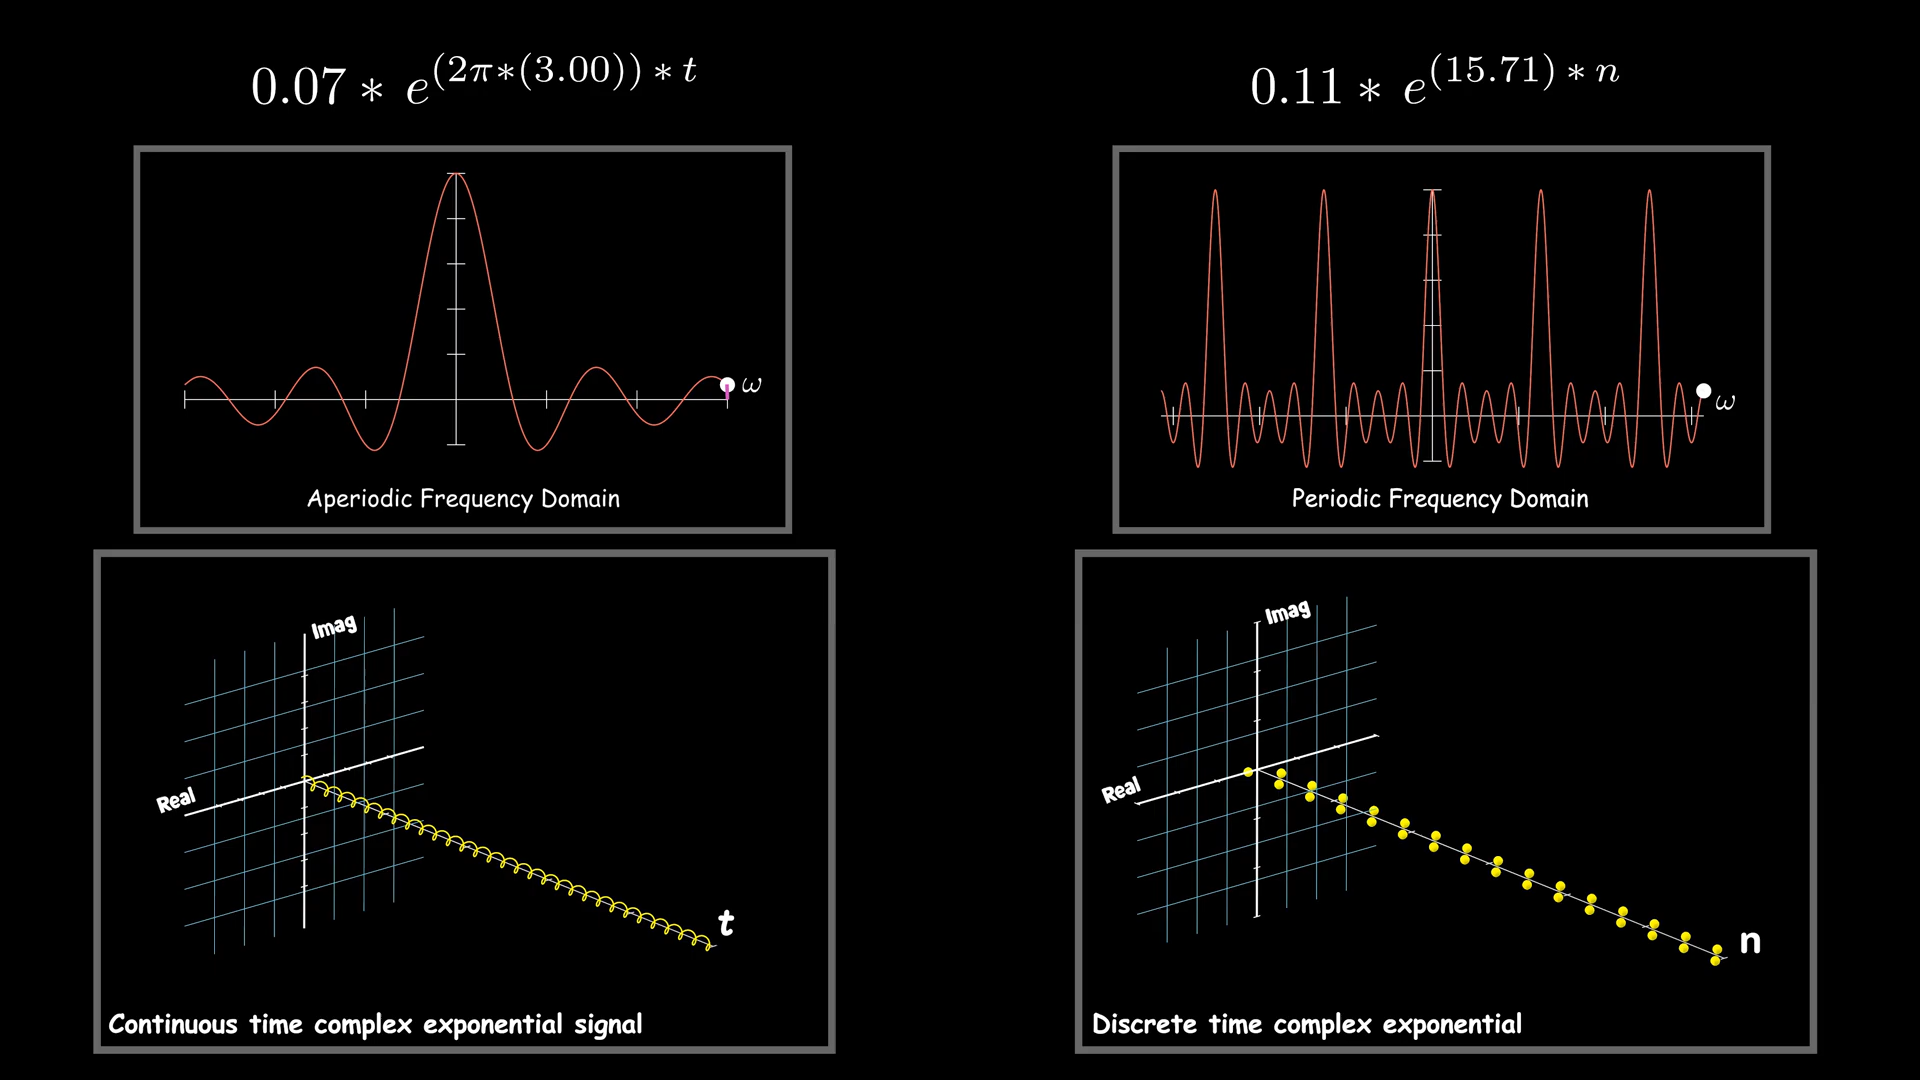 0.07 * e^{(2π*(3.00))*t}
0.11 * e^{(15.71)*n}
ω
ω
Aperiodic Frequency Domain
Periodic Frequency Domain
Imag
Real
t
Continuous time complex exponential signal
Imag
Real
n
Discrete time complex exponential